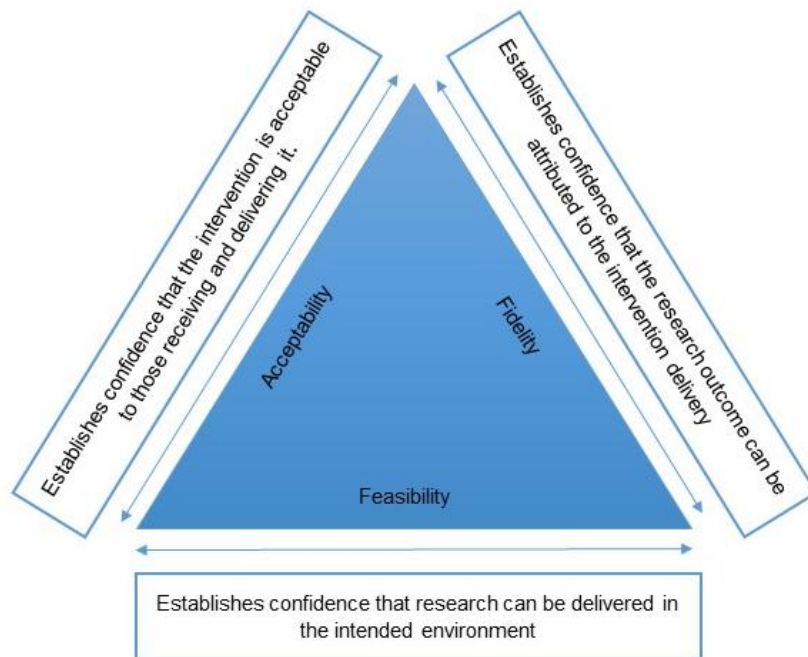 Establishes confidence that the intervention is acceptable
to those receiving and delivering it.
Establishes confidence that the research outcome can be
attributed to the intervention delivery
Acceptability
Fidelity
Feasibility
Establishes confidence that research can be delivered in
the intended environment